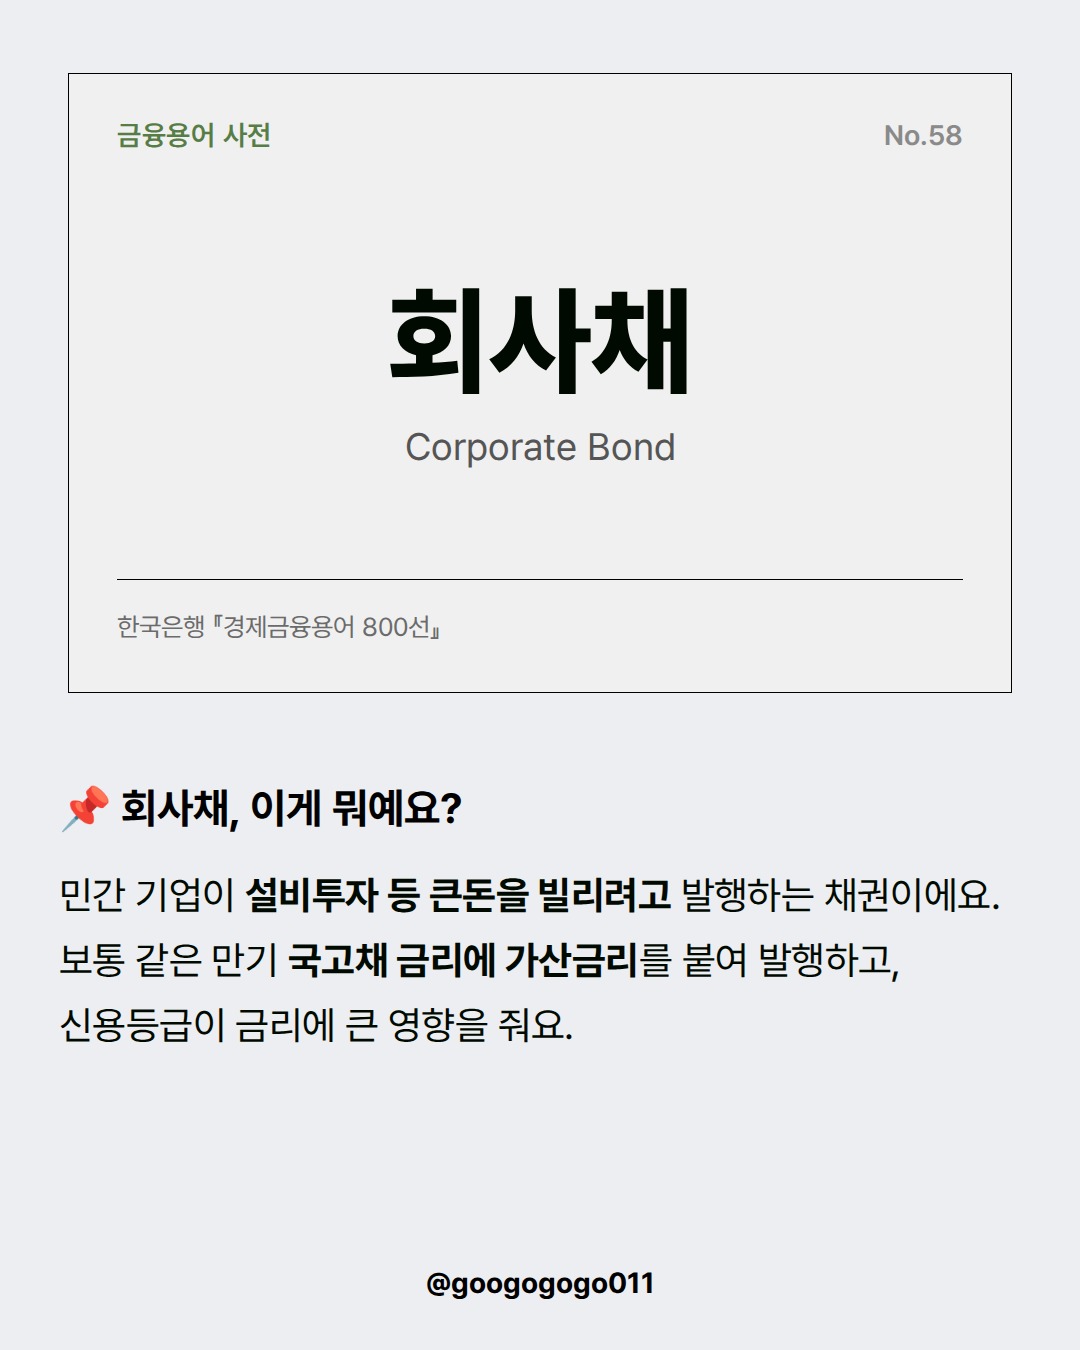 금융용어 사전
No.58
회사채
Corporate Bond
한국은행 『경제금융용어 800선』
📌 회사채, 이게 뭐예요?
민간 기업이 설비투자 등 큰돈을 빌리려고 발행하는 채권이에요.
보통 같은 만기 국고채 금리에 가산금리를 붙여 발행하고,
신용등급이 금리에 큰 영향을 줘요.
@googogogo011